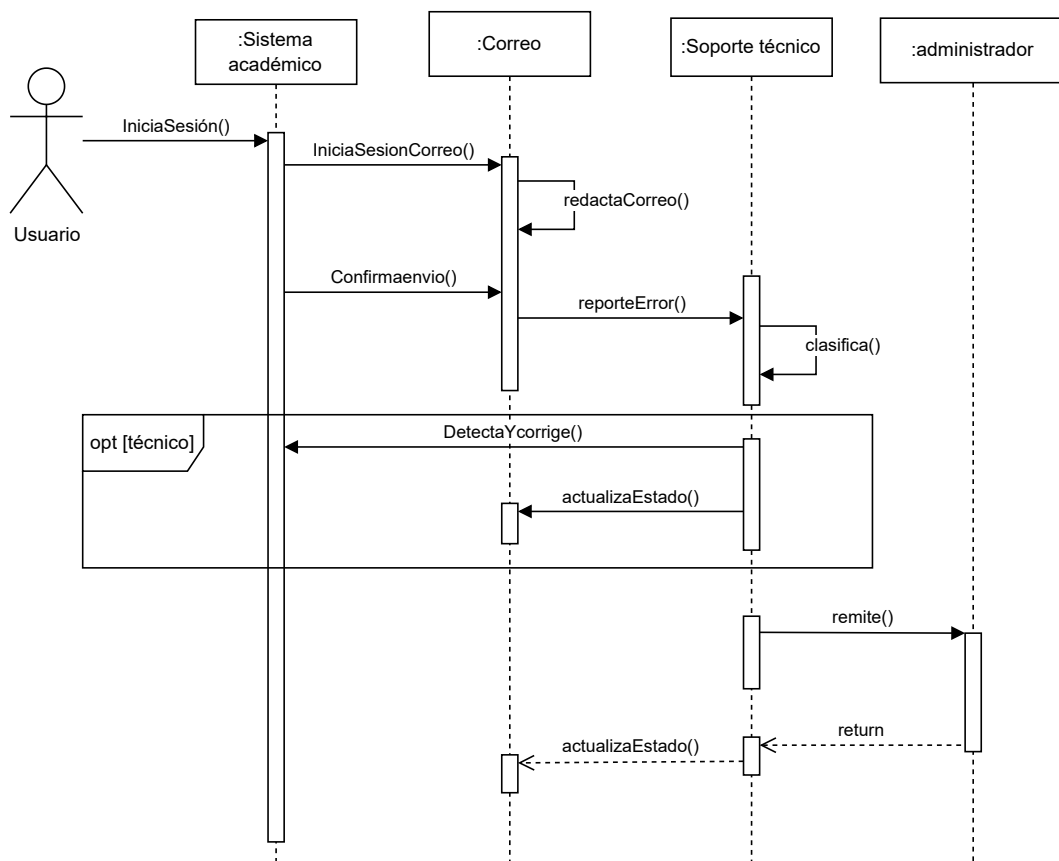 :Sistema
académico
:Correo
:Soporte técnico
:administrador
IniciaSesión()
IniciaSesionCorreo()
redactaCorreo()
Usuario
Confirmaenvio()
reporteError()
clasifica()
opt [técnico]
DetectaYcorrige()
actualizaEstado()
remite()
return
actualizaEstado()